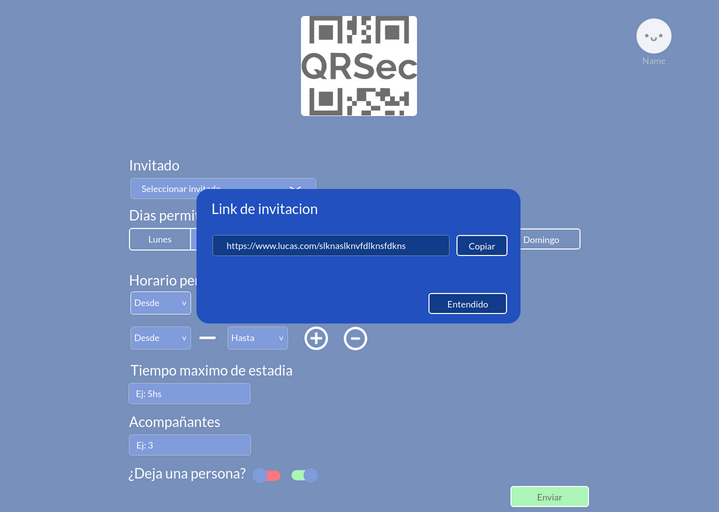 QRSec
Name
Invitado
Seleccionar invitado
Link de invitacion
Dias permi
Lunes
https://www.lucas.com/slknaslknvfdlknsfdkns
Copiar
Domingo
Horario per
Desde v
Entendido
Desde v
Hasta v
Tiempo maximo de estadia
Ej: 5hs
Acompañantes
Ej: 3
¿Deja una persona?
Enviar